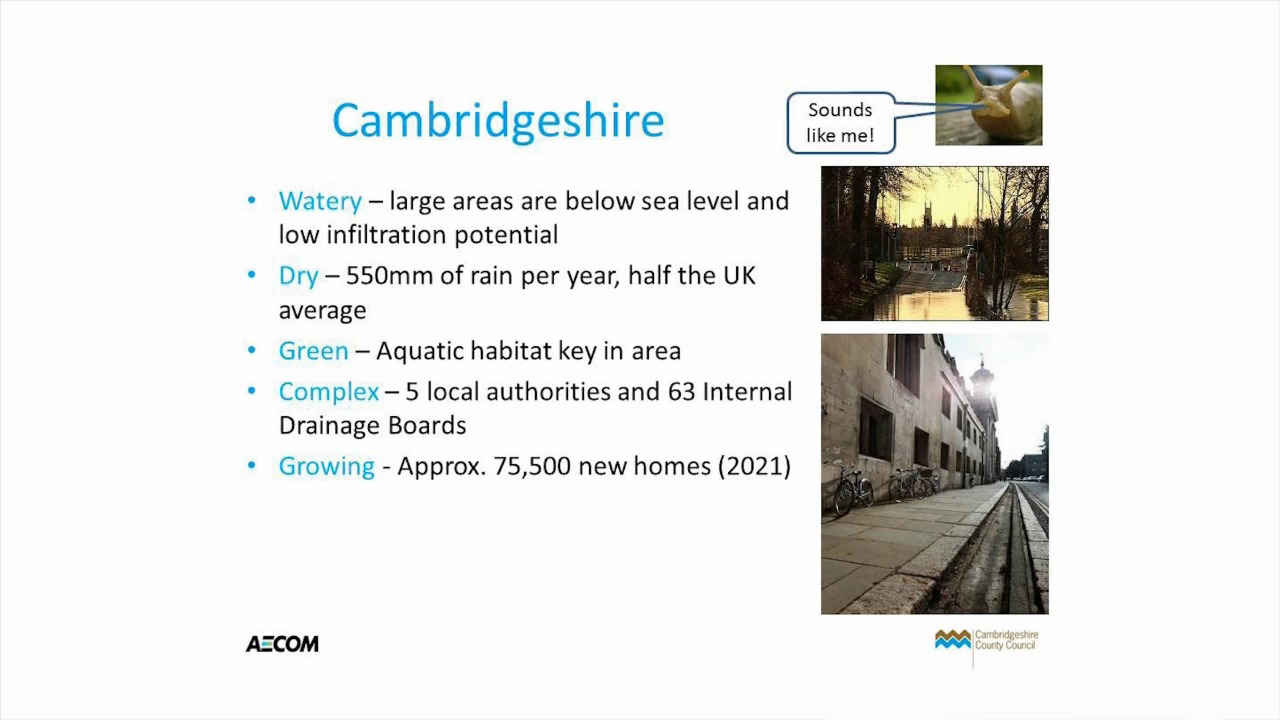 Cambridgeshire
Sounds
like me!
• Watery – large areas are below sea level and
low infiltration potential
• Dry – 550mm of rain per year, half the UK
average
• Green – Aquatic habitat key in area
• Complex – 5 local authorities and 63 Internal
Drainage Boards
• Growing - Approx. 75,500 new homes (2021)
AECOM
Cambridgeshire
County Council